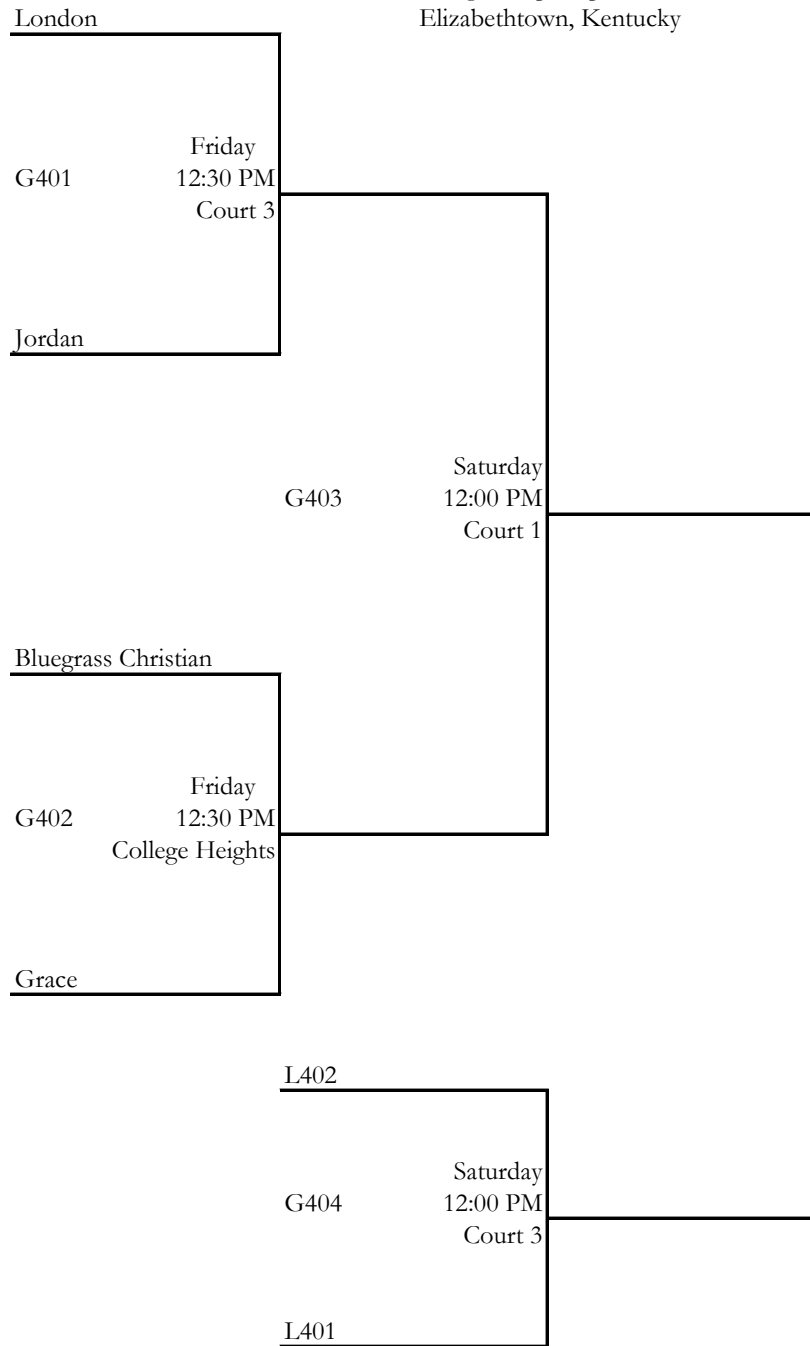 London
Elizabethtown, Kentucky
Friday
G401 12:30 PM
Court 3
Jordan
Saturday
G403 12:00 PM
Court 1
Bluegrass Christian
Friday
G402 12:30 PM
College Heights
Grace
L402
Saturday
G404 12:00 PM
Court 3
L401